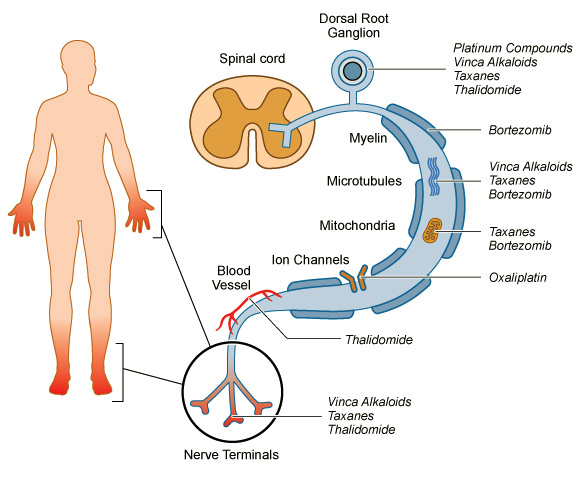 Dorsal Root
Ganglion
Platinum Compounds
Vinca Alkaloids
Taxanes
Thalidomide
Spinal cord
Myelin
Bortezomib
Microtubules
Vinca Alkaloids
Taxanes
Bortezomib
Mitochondria
Taxanes
Bortezomib
Ion Channels
Oxaliplatin
Blood
Vessel
Thalidomide
Vinca Alkaloids
Taxanes
Thalidomide
Nerve Terminals